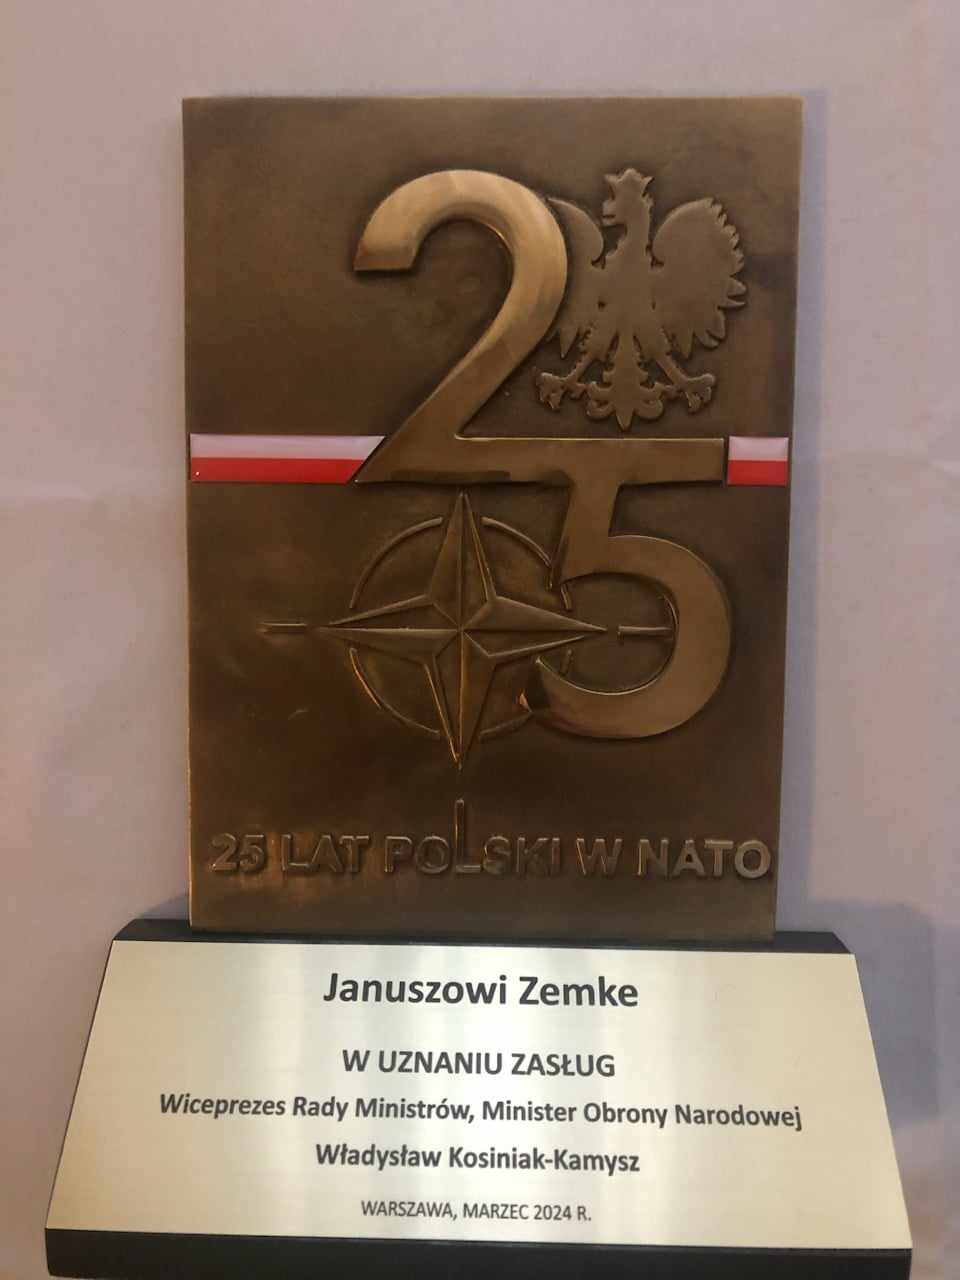 25
25 LAT POLSKI W NATO
Januszowi Zemke
W UZNANIU ZASŁUG
Wiceprezes Rady Ministrów, Minister Obrony Narodowej
Władysław Kosiniak-Kamysz
WARSZAWA, MARZEC 2024 R.